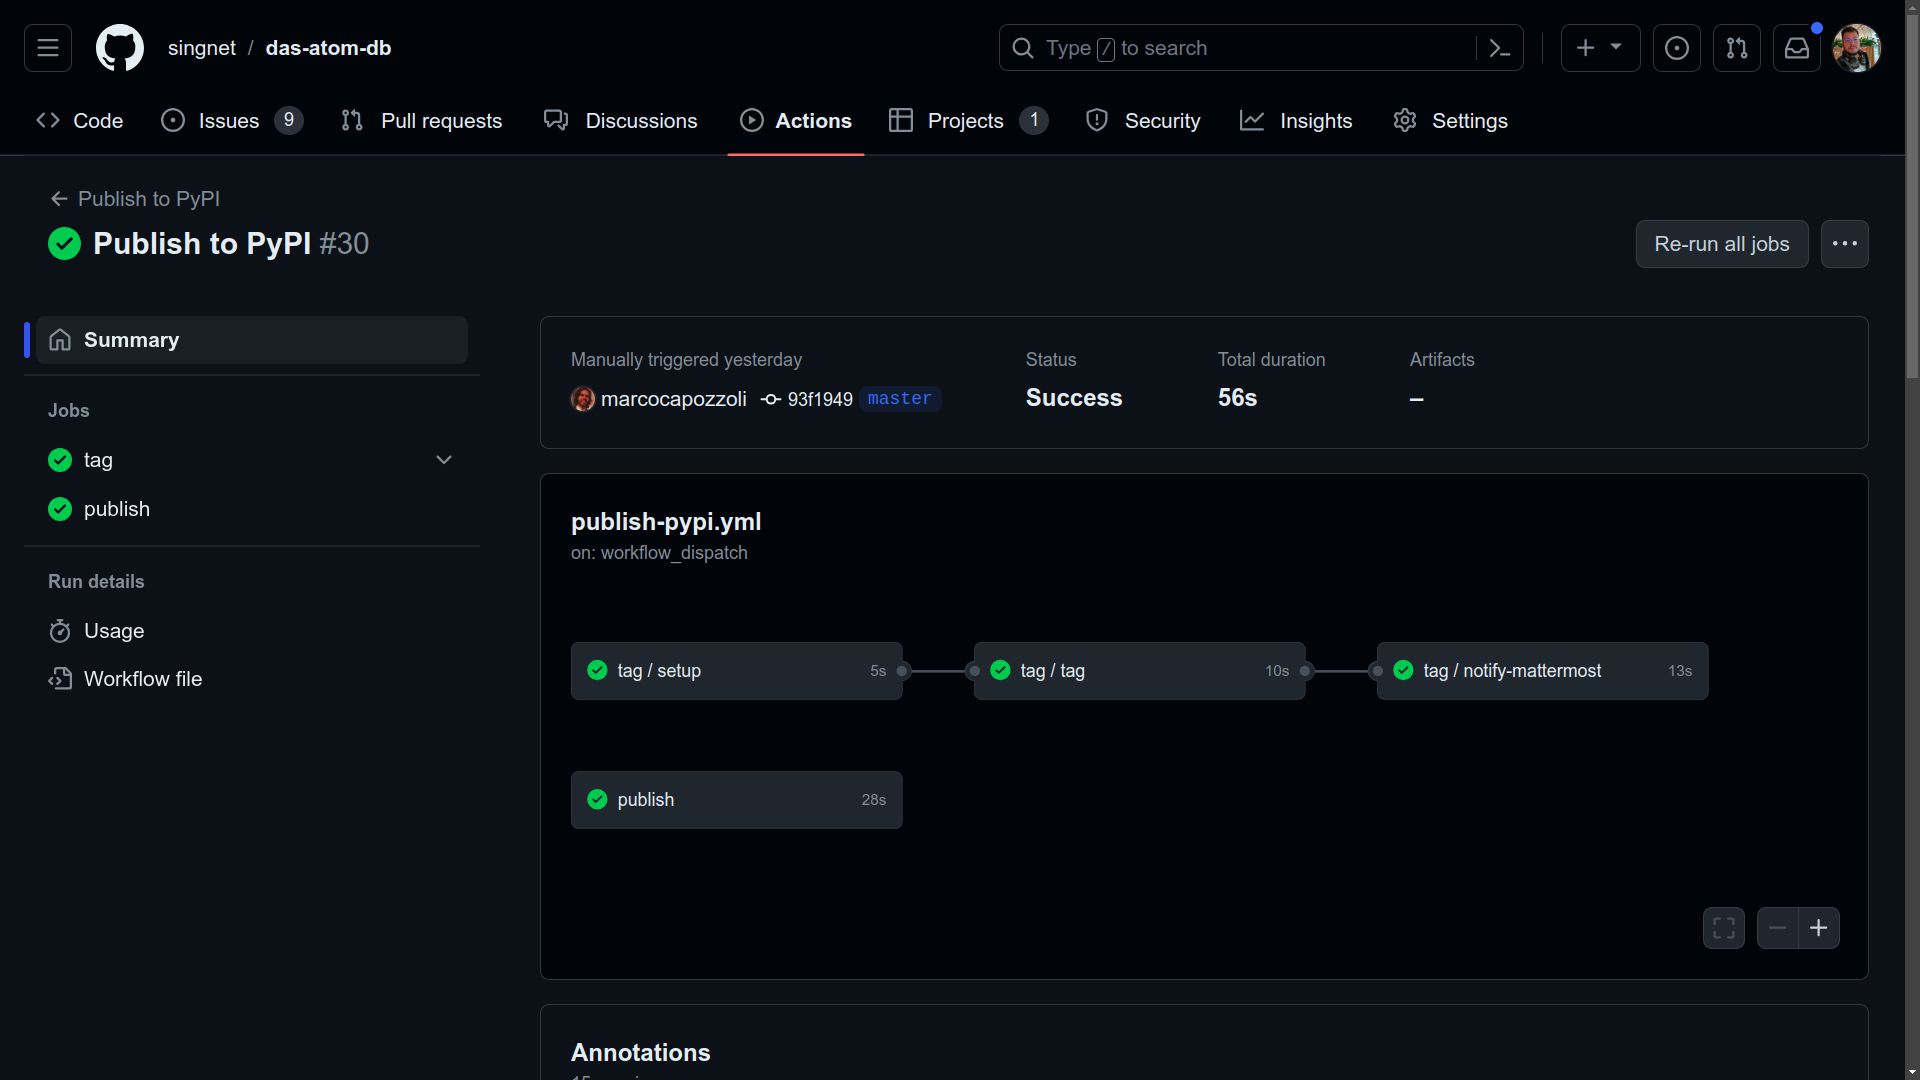 singnet / das-atom-db
Type / to search
Code
Issues 9
Pull requests
Discussions
Actions
Projects 1
Security
Insights
Settings
Publish to PyPI
Publish to PyPI #30
Re-run all jobs
Summary
Jobs
tag
publish
Run details
Usage
Workflow file
Manually triggered yesterday
marcocapozzoli 93f1949 master
Status
Success
Total duration
56s
Artifacts
–
publish-pypi.yml
on: workflow_dispatch
tag / setup 5s
tag / tag 10s
tag / notify-mattermost 13s
publish 28s
Annotations